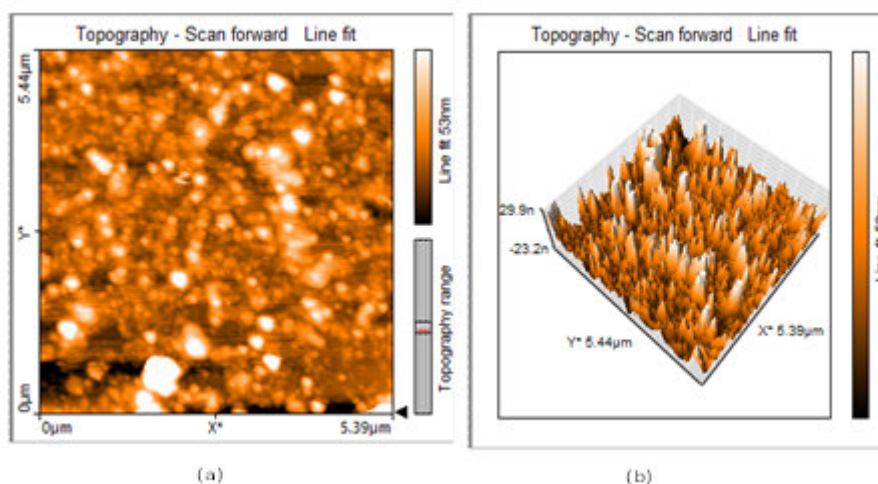 Topography - Scan forward Line fit
5.44µm
Y*
0µm
0µm
X*
5.39µm
Line fit 53nm
Topography range
(a)
Topography - Scan forward Line fit
29.9n
-23.2n
Y* 5.44µm
X* 5.39µm
(b)